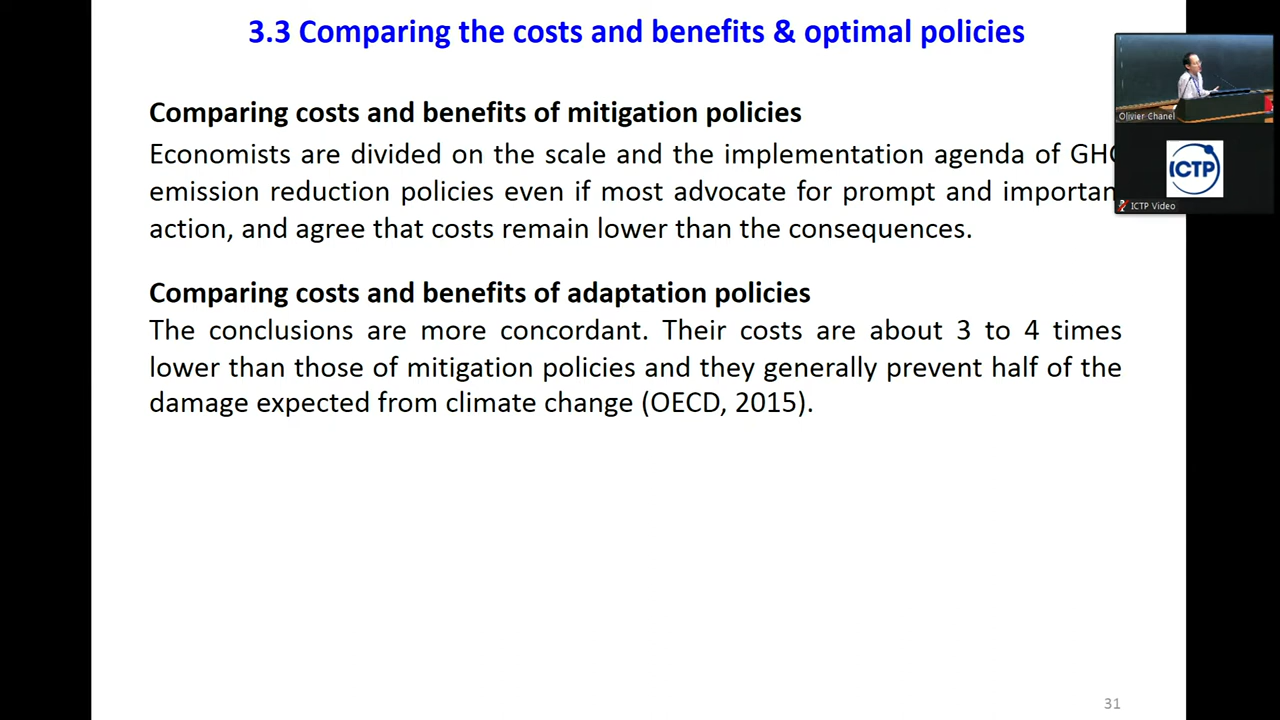 3.3 Comparing the costs and benefits & optimal policies
Comparing costs and benefits of mitigation policies
Economists are divided on the scale and the implementation agenda of GHG
emission reduction policies even if most advocate for prompt and importan
action, and agree that costs remain lower than the consequences.
Comparing costs and benefits of adaptation policies
The conclusions are more concordant. Their costs are about 3 to 4 times
lower than those of mitigation policies and they generally prevent half of the
damage expected from climate change (OECD, 2015).
Olivier Chanel
ICTP
ICTP Video
31